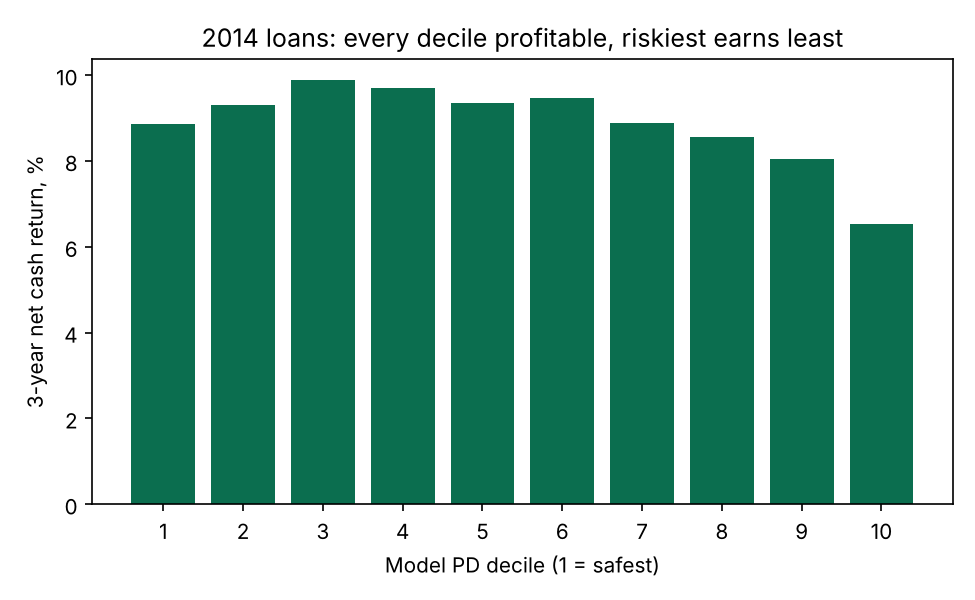 2014 loans: every decile profitable, riskiest earns least
3-year net cash return, %
10
8
6
4
2
0
1 2 3 4 5 6 7 8 9 10
Model PD decile (1 = safest)